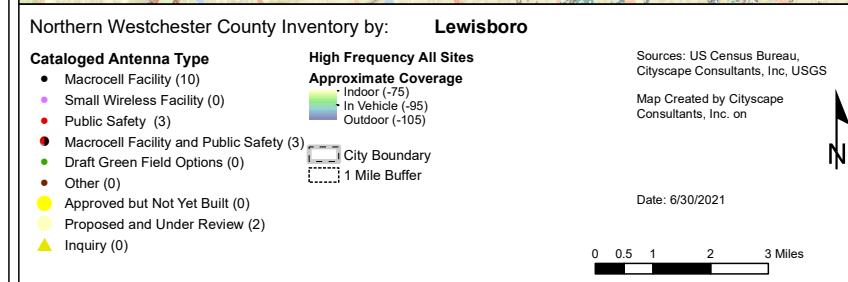 Northern Westchester County Inventory by: Lewisboro
Cataloged Antenna Type
Macrocell Facility (10)
Small Wireless Facility (0)
Public Safety (3)
Macrocell Facility and Public Safety (3)
Draft Green Field Options (0)
Other (0)
Approved but Not Yet Built (0)
Proposed and Under Review (2)
Inquiry (0)
High Frequency All Sites
Approximate Coverage
Indoor (-75)
In Vehicle (-95)
Outdoor (-105)
City Boundary
1 Mile Buffer
Sources: US Census Bureau,
Cityscape Consultants, Inc, USGS
Map Created by Cityscape
Consultants, Inc. on
Date: 6/30/2021
N
0 0.5 1 2 3 Miles